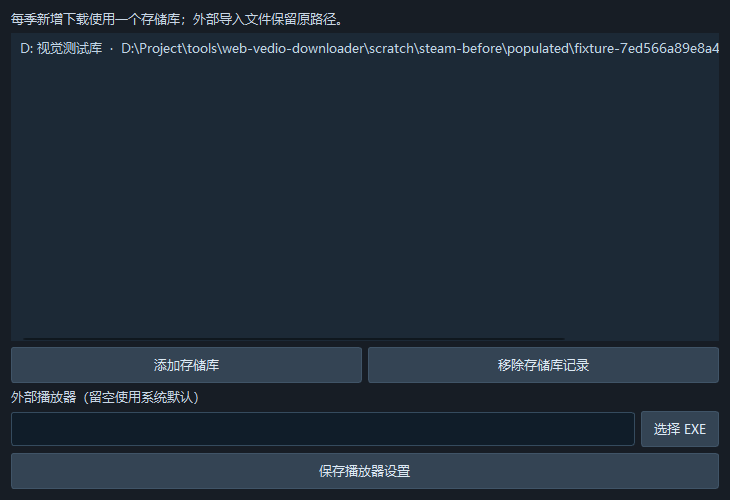 每季新增下载使用一个存储库；外部导入文件保留原路径。
D: 视觉测试库 · D:\Project\tools\web-vedio-downloader\scratch\steam-before\populated\fixture-7ed566a89e8a4
添加存储库
移除存储库记录
外部播放器（留空使用系统默认）
选择 EXE
保存播放器设置